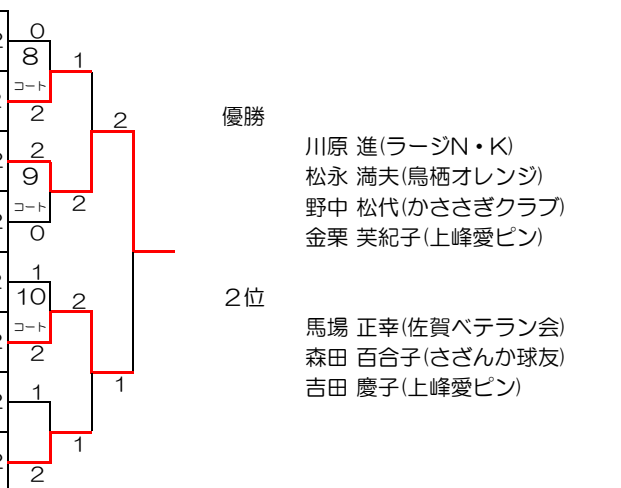 0
8
1
コート
2
2
優勝
2
川原 進(ラージN・K)
9
松永 満夫(鳥栖オレンジ)
コート
2
野中 松代(かささぎクラブ)
0
金栗 芙紀子(上峰愛ピン)
1
10
2
2位
コート
馬場 正幸(佐賀ベテラン会)
2
森田 百合子(さざんか球友)
1
1
吉田 慶子(上峰愛ピン)
1
2